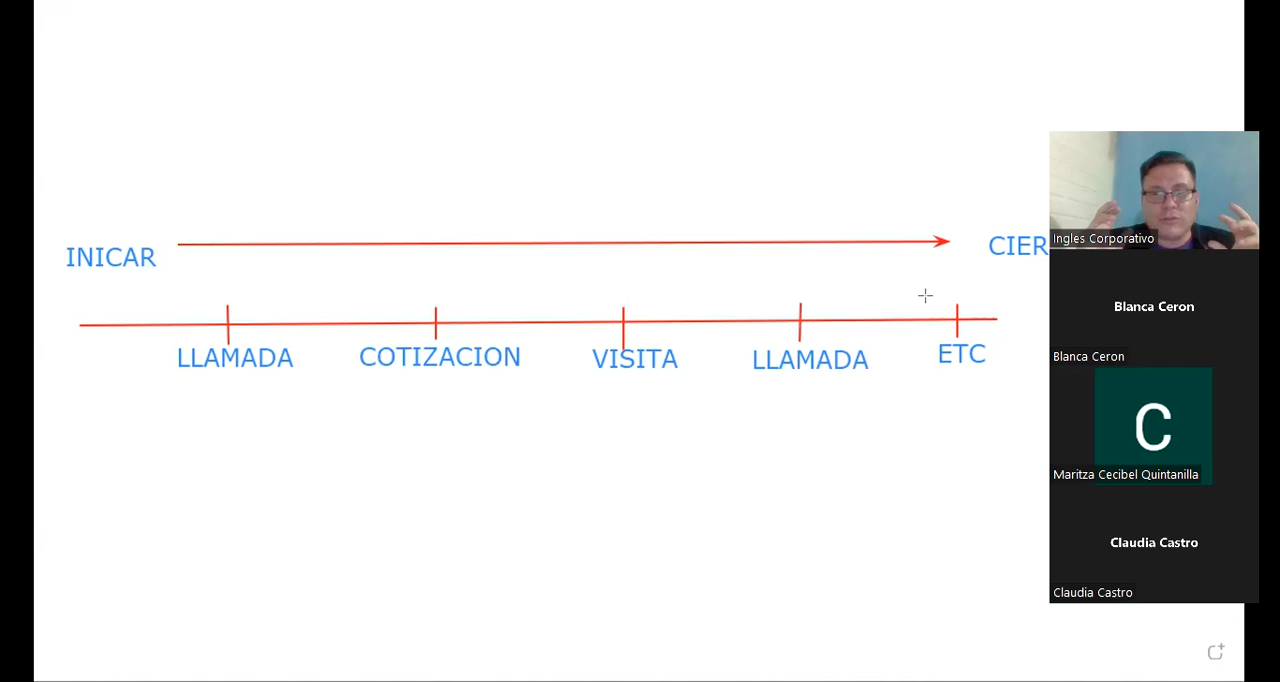 INICAR
CIER
LLAMADA
COTIZACION
VISITA
LLAMADA
ETC
Ingles Corporativo
Blanca Ceron
Blanca Ceron
C
Maritza Cecibel Quintanilla
Claudia Castro
Claudia Castro